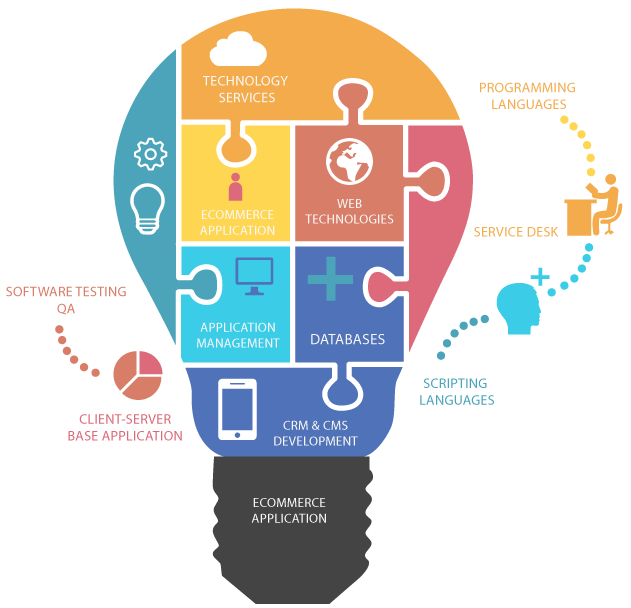 TECHNOLOGY
SERVICES
PROGRAMMING
LANGUAGES
ECOMMERCE
APPLICATION
WEB
TECHNOLOGIES
SERVICE DESK
SOFTWARE TESTING
QA
APPLICATION
MANAGEMENT
DATABASES
SCRIPTING
LANGUAGES
CLIENT-SERVER
BASE APPLICATION
CRM & CMS
DEVELOPMENT
ECOMMERCE
APPLICATION